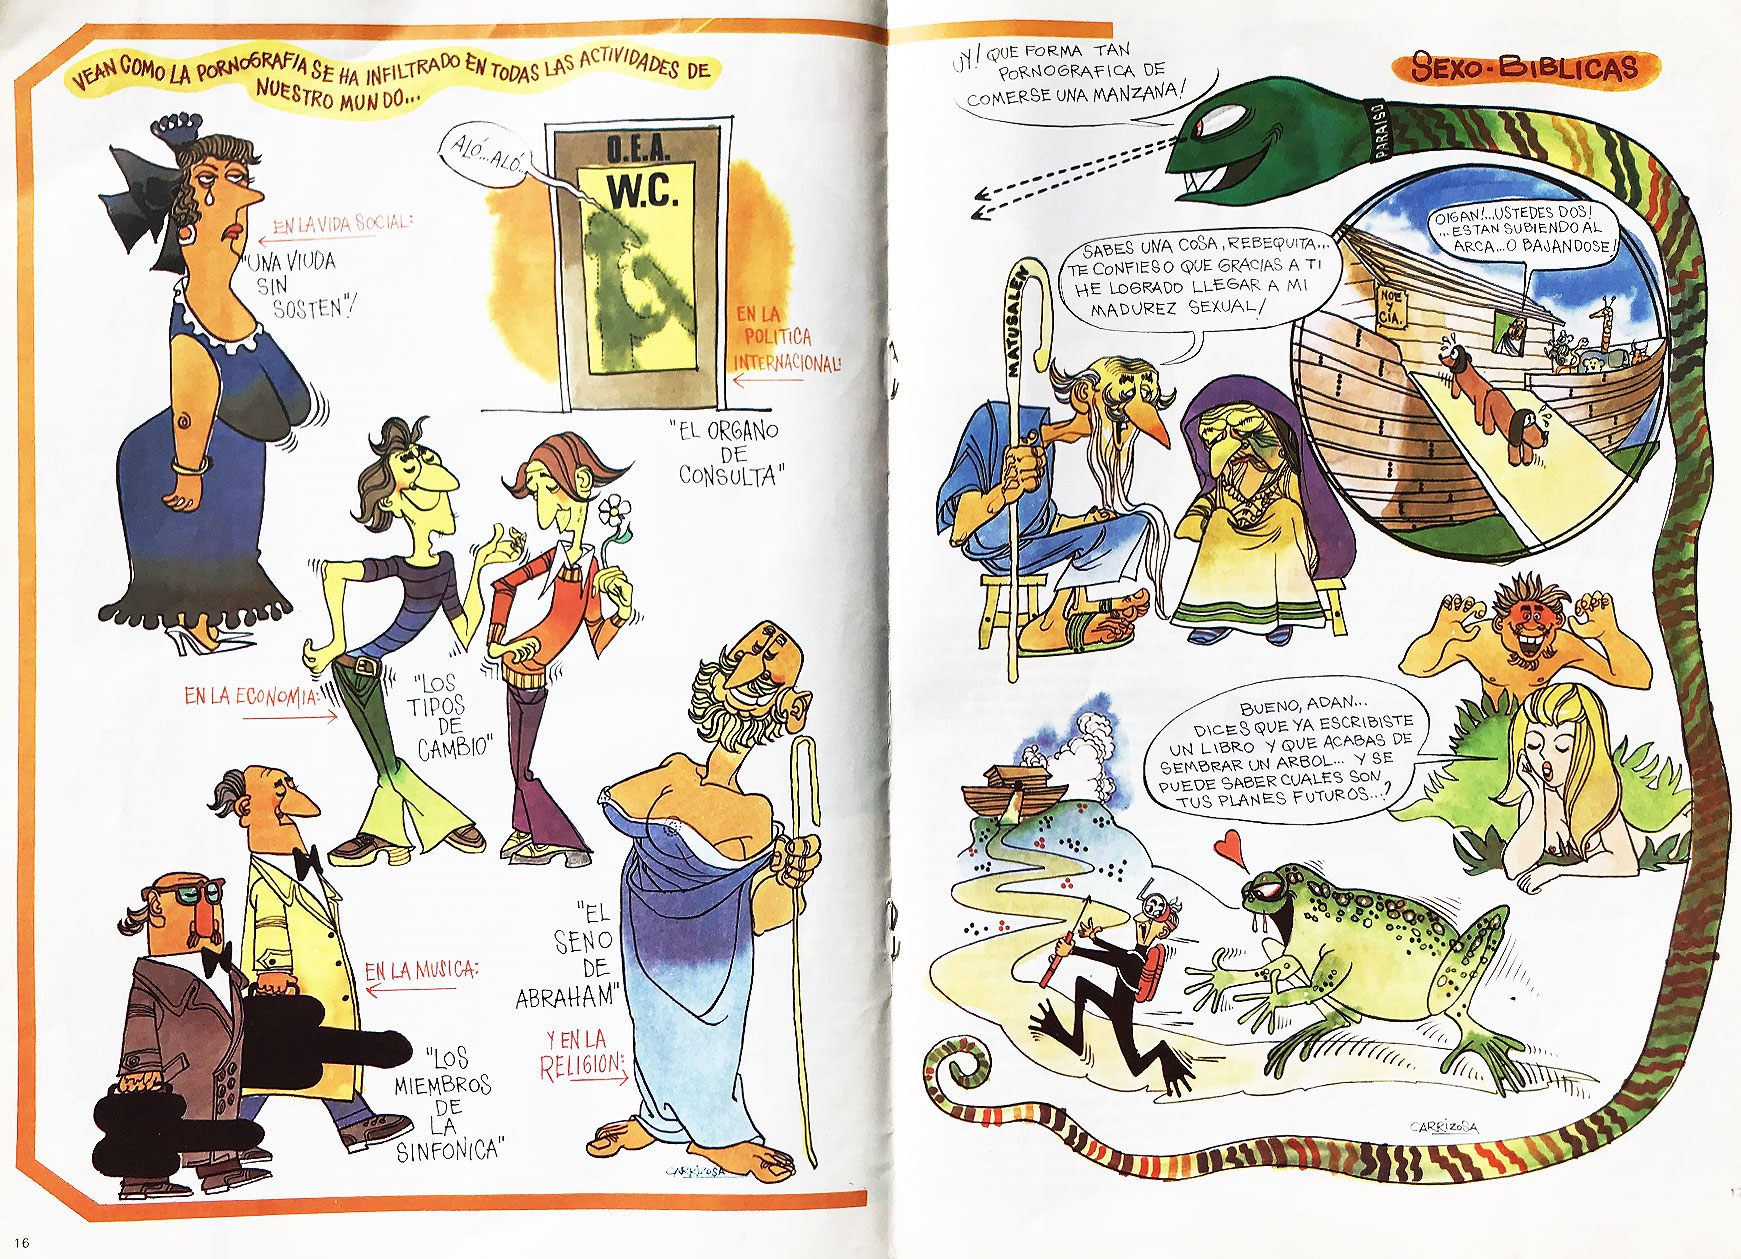 VEAN COMO LA PORNOGRAFIA SE HA INFILTRADO EN TODAS LAS ACTIVIDADES DE
NUESTRO MUNDO...
EN LA VIDA SOCIAL:
"UNA VIUDA
SIN
SOSTEN"!
ALÓ...ALÓ..
O.E.A.
W.C.
EN LA
POLITICA
INTERNACIONAL:
"EL ORGANO
DE
CONSULTA"
EN LA ECONOMIA:
"LOS
TIPOS
DE
CAMBIO"
EN LA MUSICA:
"LOS
MIEMBROS
DE
LA
SINFONICA"
"EL
SENO
DE
ABRAHAM"
Y EN LA
RELIGION:
CARRIZOSA
16
UY! QUE FORMA TAN
PORNOGRAFICA DE
COMERSE UNA MANZANA!
SEXO-BIBLICAS
PARAISO
OIGAN!...USTEDES DOS!
...ESTAN SUBIENDO AL
ARCA...O BAJANDOSE!
NOE
Y
CIA.
SABES UNA COSA, REBEQUITA...
TE CONFIESO QUE GRACIAS A TI
HE LOGRADO LLEGAR A MI
MADUREZ SEXUAL!
MATUSALEN
BUENO, ADAN...
DICES QUE YA ESCRIBISTE
UN LIBRO Y QUE ACABAS DE
SEMBRAR UN ARBOL... Y SE
PUEDE SABER CUALES SON
TUS PLANES FUTUROS...?
CARRIZOSA